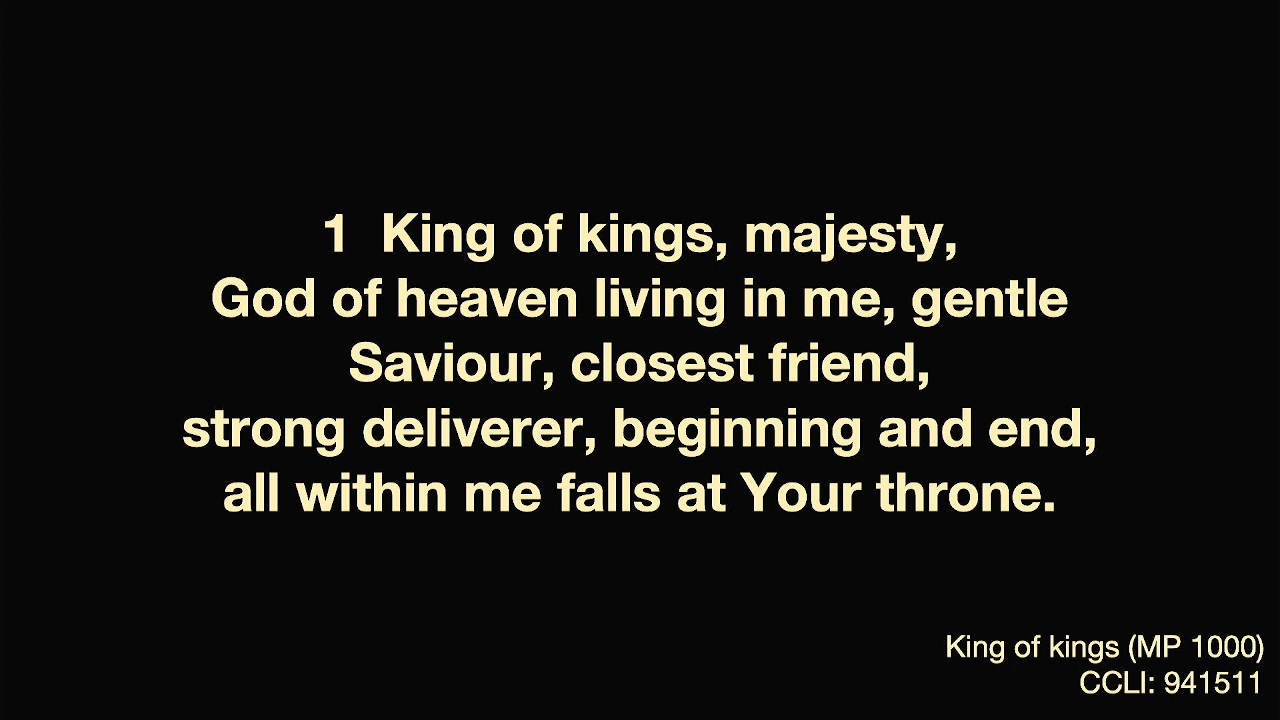 1 King of kings, majesty,
God of heaven living in me, gentle
Saviour, closest friend,
strong deliverer, beginning and end,
all within me falls at Your throne.
King of kings (MP 1000)
CCLI: 941511